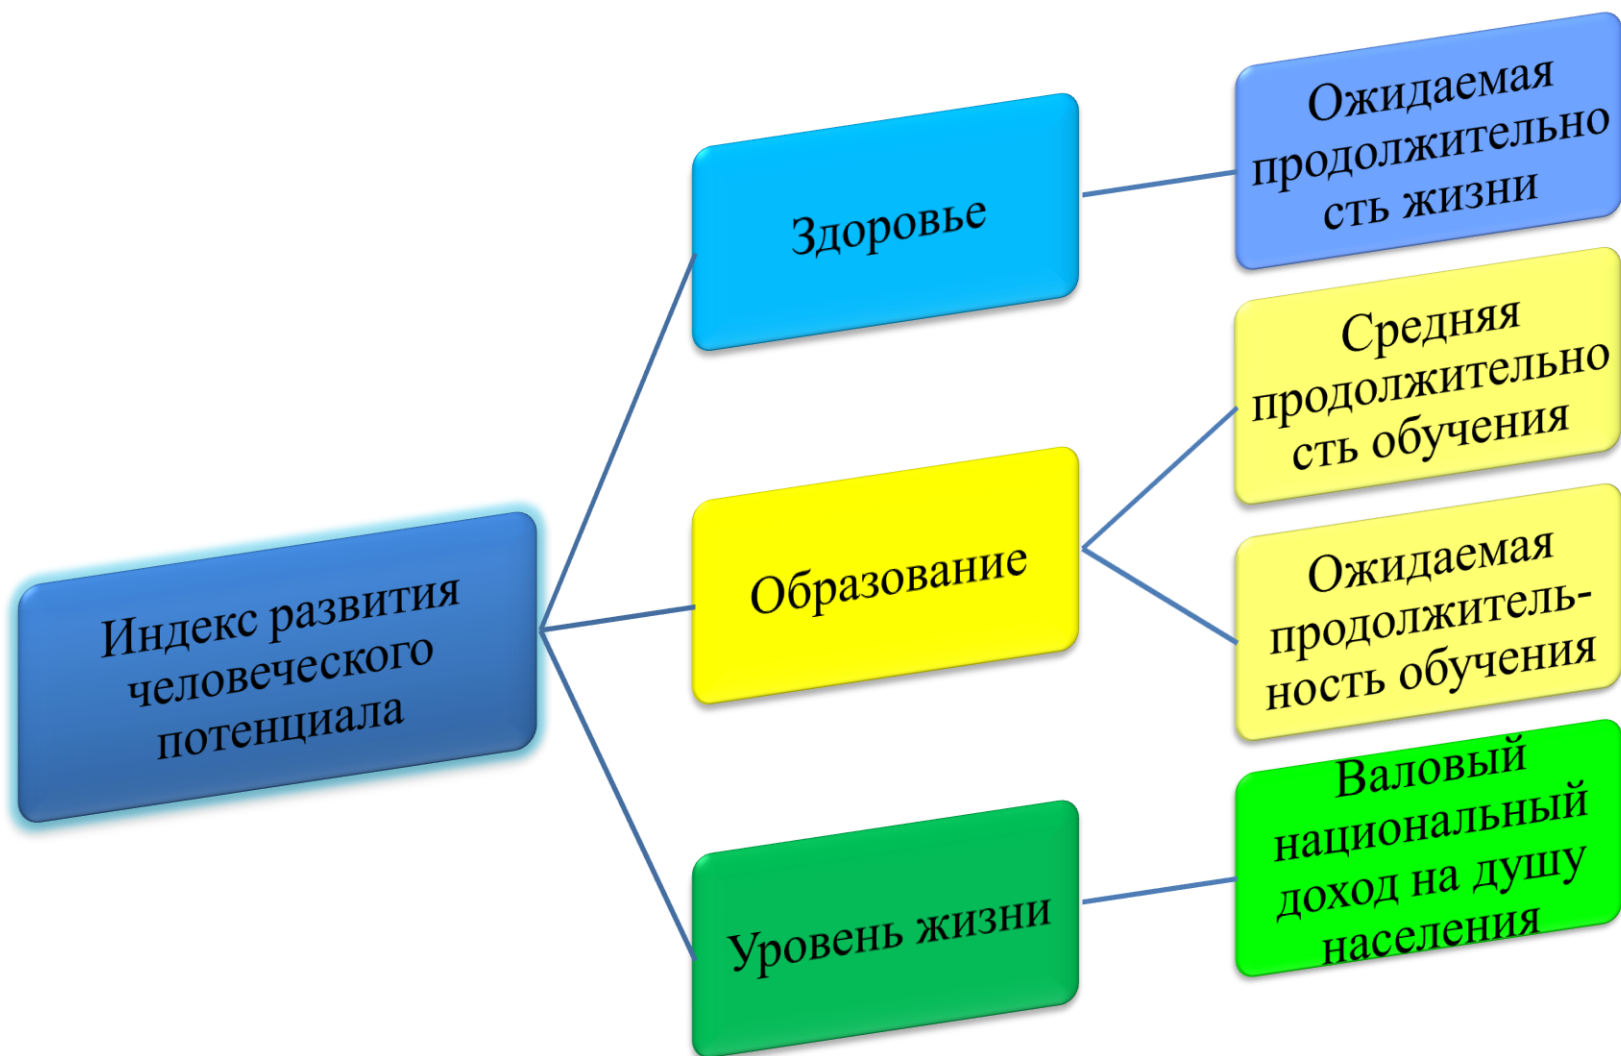 Индекс развития
человеческого
потенциала
Здоровье
Образование
Уровень жизни
Ожидаемая
продолжительно
сть жизни
Средняя
продолжительно
сть обучения
Ожидаемая
продолжитель-
ность обучения
Валовый
национальный
доход на душу
населения